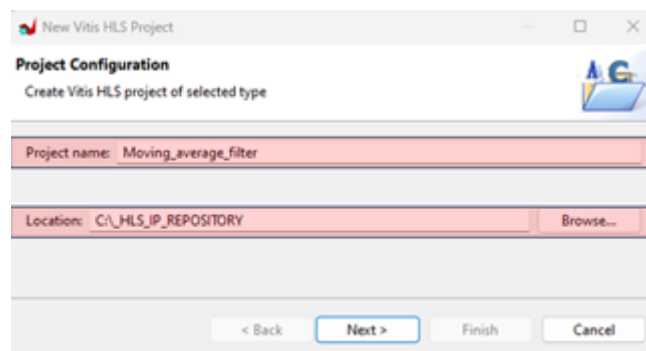 New Vitis HLS Project
Project Configuration
Create Vitis HLS project of selected type
Project name: Moving_average_filter
Location: C:\_HLS_IP_REPOSITORY Browse...
< Back Next > Finish Cancel